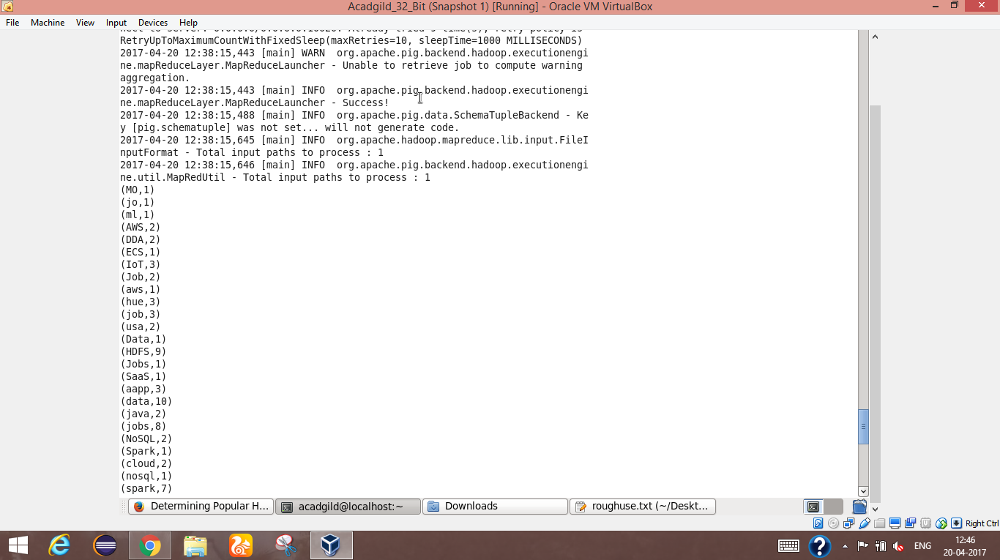 Acadgild_32_Bit (Snapshot 1) [Running] - Oracle VM VirtualBox
File Machine View Input Devices Help
RetryUpToMaximumCountWithFixedSleep(maxRetries=10, sleepTime=1000 MILLISECONDS)
2017-04-20 12:38:15,443 [main] WARN  org.apache.pig.backend.hadoop.executionengi
ne.mapReduceLayer.MapReduceLauncher - Unable to retrieve job to compute warning
aggregation.
2017-04-20 12:38:15,443 [main] INFO  org.apache.pig.backend.hadoop.executionengi
ne.mapReduceLayer.MapReduceLauncher - Success!
2017-04-20 12:38:15,488 [main] INFO  org.apache.pig.data.SchemaTupleBackend - Ke
y [pig.schematuple] was not set... will not generate code.
2017-04-20 12:38:15,645 [main] INFO  org.apache.hadoop.mapreduce.lib.input.FileI
nputFormat - Total input paths to process : 1
2017-04-20 12:38:15,646 [main] INFO  org.apache.pig.backend.hadoop.executionengi
ne.util.MapRedUtil - Total input paths to process : 1
(MO,1)
(jo,1)
(ml,1)
(AWS,2)
(DDA,2)
(ECS,1)
(IoT,3)
(Job,2)
(aws,1)
(hue,3)
(job,3)
(usa,2)
(Data,1)
(HDFS,9)
(Jobs,1)
(SaaS,1)
(aapp,3)
(data,10)
(java,2)
(jobs,8)
(NoSQL,2)
(Spark,1)
(cloud,2)
(nosql,1)
(spark,7)
Determining Popular H... acadgild@localhost:~ Downloads roughuse.txt (~/Deskt...
Right Ctrl
ENG 12:46
20-04-2017